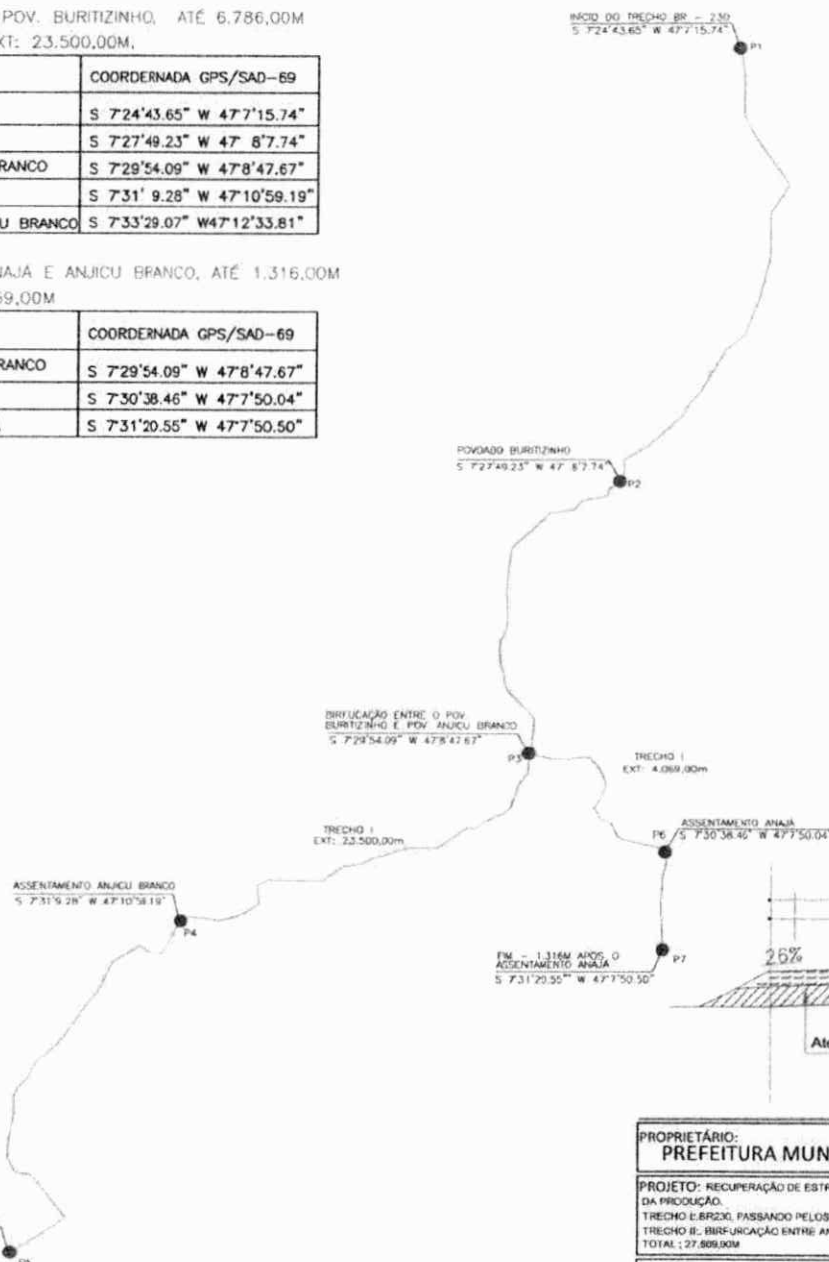 POV. BURITIZINHO, ATÉ 6.786,00M
EXT: 23.500,00M,
COORDERNADA GPS/SAD-69
S 7°24'43.65" W 47°7'15.74"
S 7°27'49.23" W 47° 8'7.74"
RANCO S 7°29'54.09" W 47°8'47.67"
S 7°31' 9.28" W 47°10'59.19"
U BRANCO S 7°33'29.07" W47°12'33.81"
NAJÁ E ANJICU BRANCO, ATÉ 1.316,00M
69,00M
COORDERNADA GPS/SAD-69
RANCO S 7°29'54.09" W 47°8'47.67"
S 7°30'38.46" W 47°7'50.04"
S 7°31'20.55" W 47°7'50.50"
INÍCIO DO TRECHO BR - 230
S 7°24'43.65" W 47°7'15.74"
P1
POVOADO BURITIZINHO
S 7°27'49.23" W 47° 8'7.74"
P2
BIRFUCAÇÃO ENTRE O POV.
BURITIZINHO E POV. ANJICU BRANCO
S 7°29'54.09" W 47°8'47.67"
P3
TRECHO I
EXT: 4.069,00m
TRECHO I
EXT: 23.500,00m
ASSENTAMENTO ANAJÁ
P6
S 7°30'38.46" W 47°7'50.04"
ASSENTAMENTO ANJICU BRANCO
S 7°31'9.28" W 47°10'59.19"
P4
FIM - 1.316M APÓS O
ASSENTAMENTO ANAJÁ
S 7°31'20.55"" W 47°7'50.50"
P7
26%
PROPRIETÁRIO:
PREFEITURA MUN
PROJETO: RECUPERAÇÃO DE ESTR
DA PRODUÇÃO.
TRECHO I: BR230, PASSANDO PELOS
TRECHO II: BIRFURCAÇÃO ENTRE AN
TOTAL :